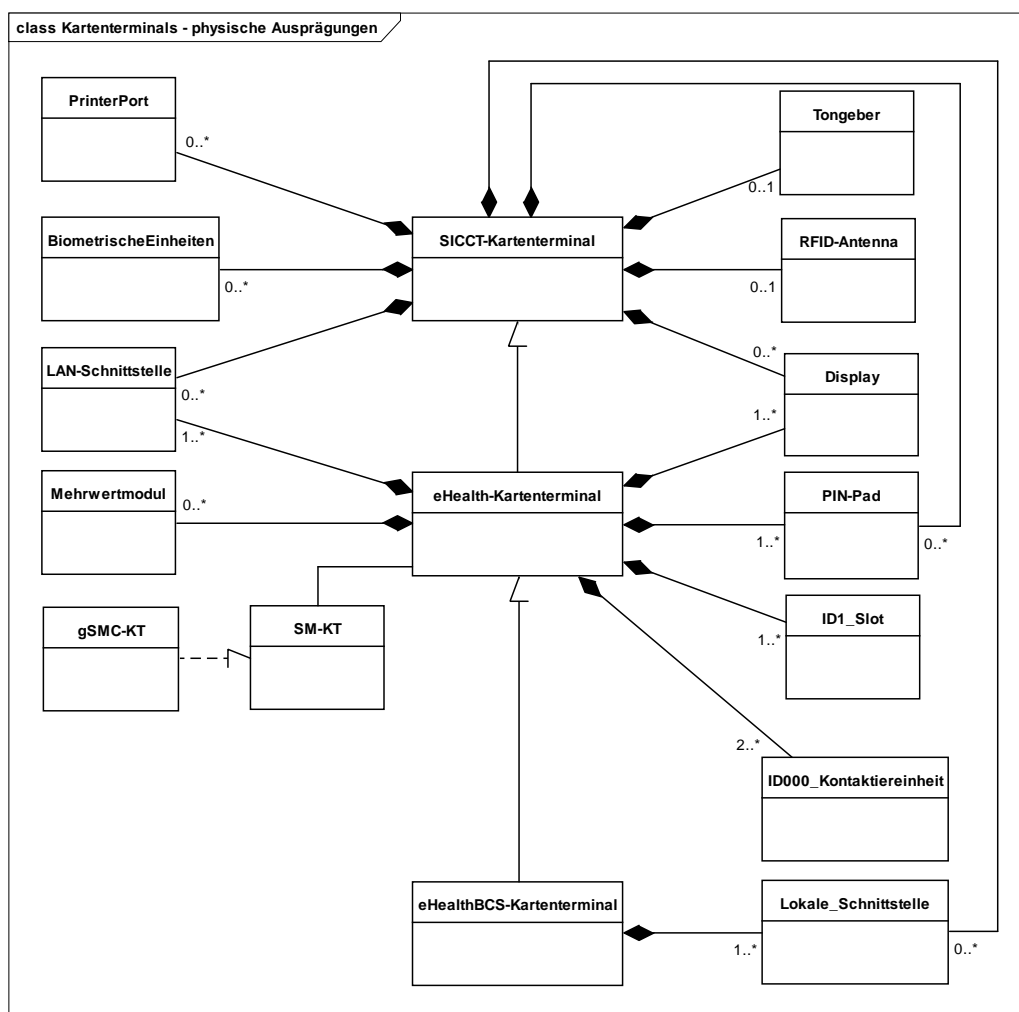 class Kartenterminals - physische Ausprägungen
PrinterPort
0..*
Tongeber
0..1
BiometrischeEinheiten
0..*
SICCT-Kartenterminal
RFID-Antenna
0..1
LAN-Schnittstelle
0..*
1..*
0..*
Display
1..*
Mehrwertmodul
0..*
eHealth-Kartenterminal
PIN-Pad
1..*
0..*
gSMC-KT
SM-KT
ID1_Slot
1..*
2..*
ID000_Kontaktiereinheit
eHealthBCS-Kartenterminal
Lokale_Schnittstelle
1..*
0..*